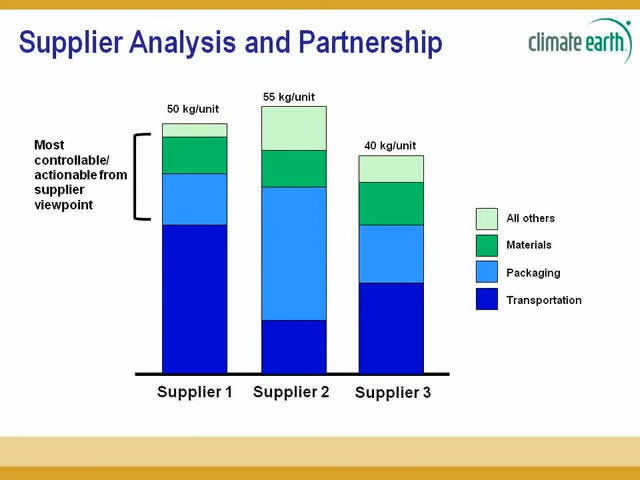 Supplier Analysis and Partnership
climate earth
50 kg/unit
55 kg/unit
40 kg/unit
Most
controllable/
actionable from
supplier
viewpoint
All others
Materials
Packaging
Transportation
Supplier 1
Supplier 2
Supplier 3